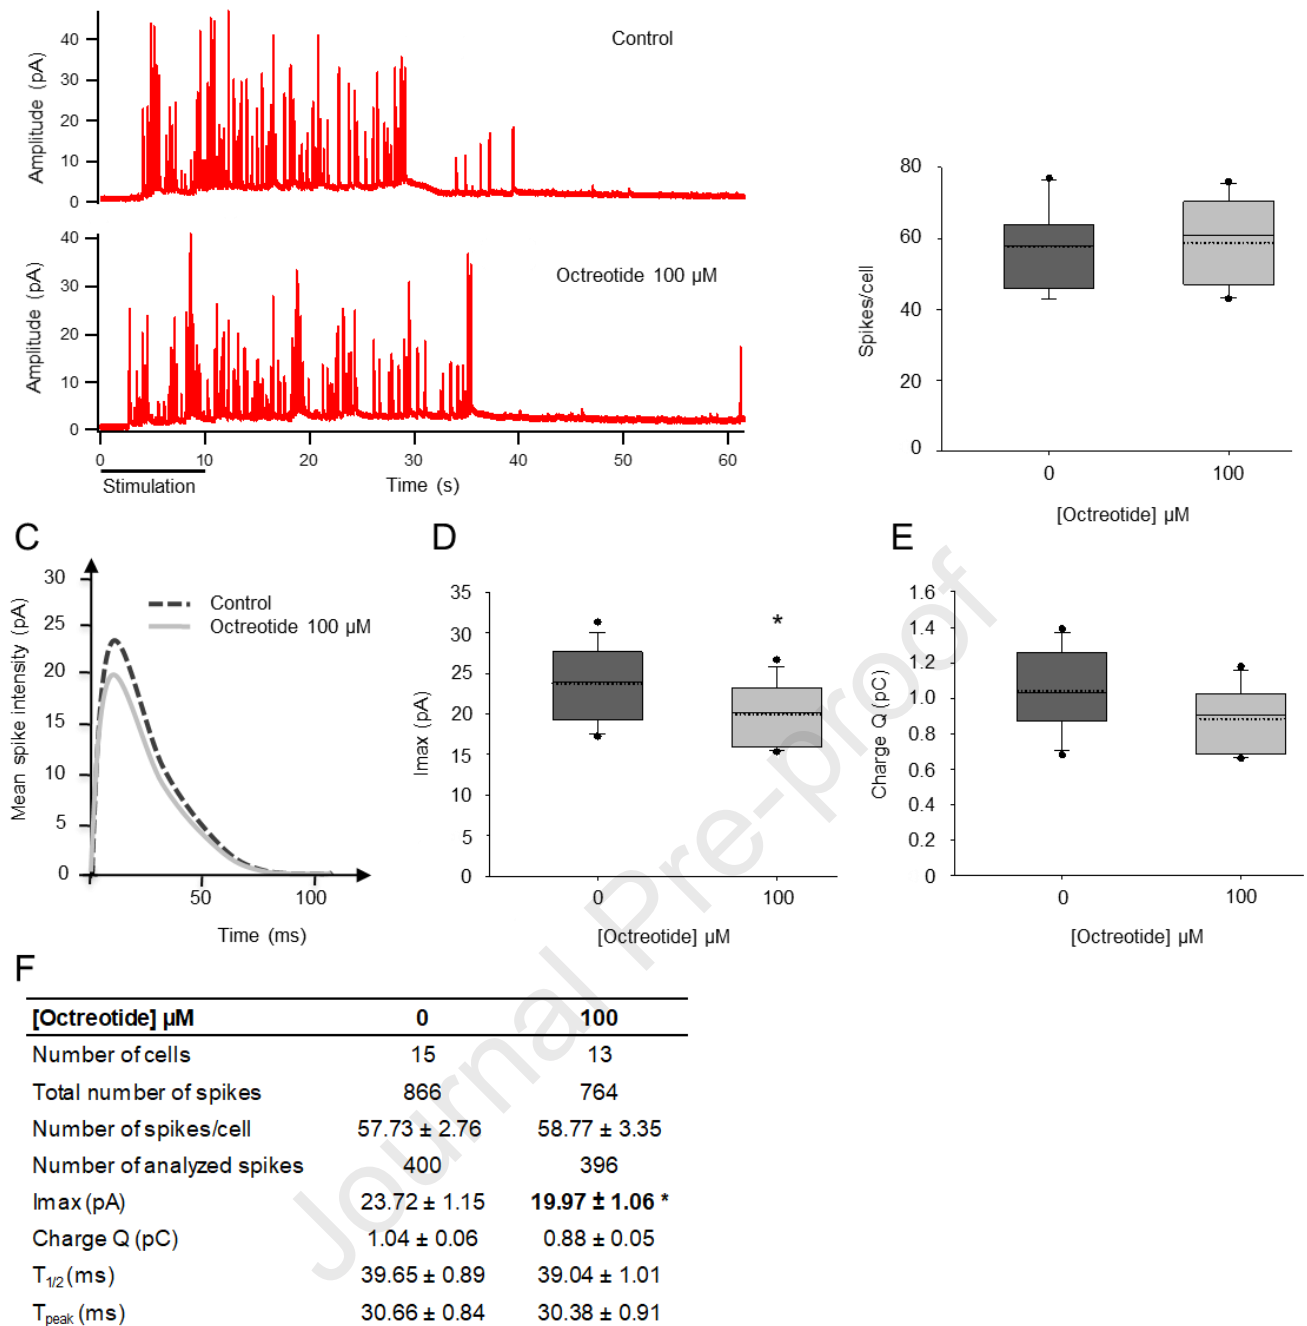 40
30
20
10
0
Amplitude (pA)
Control
40
30
20
10
0
Amplitude (pA)
Octreotide 100 µM
0 10 20 30 40 50 60
Stimulation
Time (s)
80
60
40
20
0
Spikes/cell
0 100
[Octreotide] µM
C
30
25
20
15
10
5
0
Mean spike intensity (pA)
Control
Octreotide 100 µM
50 100
Time (ms)
D
35
30
25
20
15
10
5
0
Imax (pA)
*
0 100
[Octreotide] µM
E
1.6
1.4
1.2
1.0
0.8
0.6
0.4
0.2
0
Charge Q (pC)
0 100
[Octreotide] µM
F
[Octreotide] µM 0 100
Number of cells 15 13
Total number of spikes 866 764
Number of spikes/cell 57.73 ± 2.76 58.77 ± 3.35
Number of analyzed spikes 400 396
Imax (pA) 23.72 ± 1.15 19.97 ± 1.06 *
Charge Q (pC) 1.04 ± 0.06 0.88 ± 0.05
T1/2 (ms) 39.65 ± 0.89 39.04 ± 1.01
Tpeak (ms) 30.66 ± 0.84 30.38 ± 0.91
Journal Pre-proof